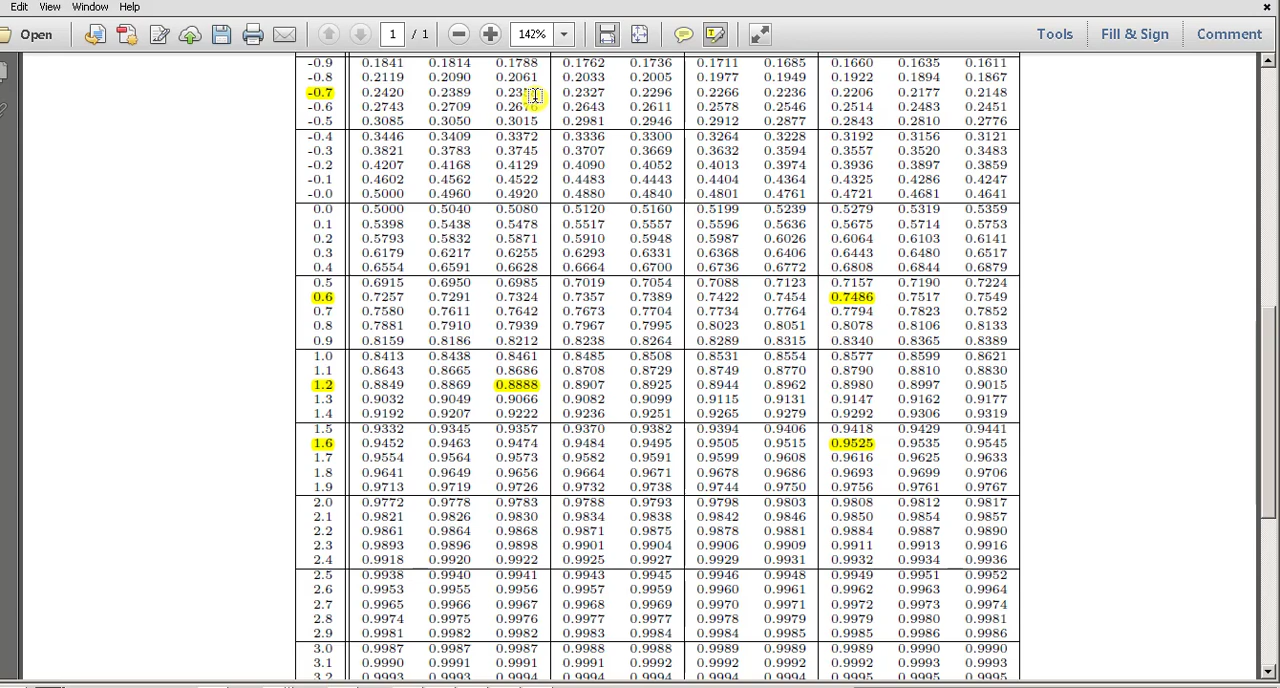 Edit View Window Help
Open 1 / 1 142% Tools Fill & Sign Comment
-0.9 0.1841 0.1814 0.1788 0.1762 0.1736 0.1711 0.1685 0.1660 0.1635 0.1611
-0.8 0.2119 0.2090 0.2061 0.2033 0.2005 0.1977 0.1949 0.1922 0.1894 0.1867
-0.7 0.2420 0.2389 0.2327 0.2296 0.2266 0.2236 0.2206 0.2177 0.2148
-0.6 0.2743 0.2709 0.2676 0.2643 0.2611 0.2578 0.2546 0.2514 0.2483 0.2451
-0.5 0.3085 0.3050 0.3015 0.2981 0.2946 0.2912 0.2877 0.2843 0.2810 0.2776
-0.4 0.3446 0.3409 0.3372 0.3336 0.3300 0.3264 0.3228 0.3192 0.3156 0.3121
-0.3 0.3821 0.3783 0.3745 0.3707 0.3669 0.3632 0.3594 0.3557 0.3520 0.3483
-0.2 0.4207 0.4168 0.4129 0.4090 0.4052 0.4013 0.3974 0.3936 0.3897 0.3859
-0.1 0.4602 0.4562 0.4522 0.4483 0.4443 0.4404 0.4364 0.4325 0.4286 0.4247
-0.0 0.5000 0.4960 0.4920 0.4880 0.4840 0.4801 0.4761 0.4721 0.4681 0.4641
0.0 0.5000 0.5040 0.5080 0.5120 0.5160 0.5199 0.5239 0.5279 0.5319 0.5359
0.1 0.5398 0.5438 0.5478 0.5517 0.5557 0.5596 0.5636 0.5675 0.5714 0.5753
0.2 0.5793 0.5832 0.5871 0.5910 0.5948 0.5987 0.6026 0.6064 0.6103 0.6141
0.3 0.6179 0.6217 0.6255 0.6293 0.6331 0.6368 0.6406 0.6443 0.6480 0.6517
0.4 0.6554 0.6591 0.6628 0.6664 0.6700 0.6736 0.6772 0.6808 0.6844 0.6879
0.5 0.6915 0.6950 0.6985 0.7019 0.7054 0.7088 0.7123 0.7157 0.7190 0.7224
0.6 0.7257 0.7291 0.7324 0.7357 0.7389 0.7422 0.7454 0.7486 0.7517 0.7549
0.7 0.7580 0.7611 0.7642 0.7673 0.7704 0.7734 0.7764 0.7794 0.7823 0.7852
0.8 0.7881 0.7910 0.7939 0.7967 0.7995 0.8023 0.8051 0.8078 0.8106 0.8133
0.9 0.8159 0.8186 0.8212 0.8238 0.8264 0.8289 0.8315 0.8340 0.8365 0.8389
1.0 0.8413 0.8438 0.8461 0.8485 0.8508 0.8531 0.8554 0.8577 0.8599 0.8621
1.1 0.8643 0.8665 0.8686 0.8708 0.8729 0.8749 0.8770 0.8790 0.8810 0.8830
1.2 0.8849 0.8869 0.8888 0.8907 0.8925 0.8944 0.8962 0.8980 0.8997 0.9015
1.3 0.9032 0.9049 0.9066 0.9082 0.9099 0.9115 0.9131 0.9147 0.9162 0.9177
1.4 0.9192 0.9207 0.9222 0.9236 0.9251 0.9265 0.9279 0.9292 0.9306 0.9319
1.5 0.9332 0.9345 0.9357 0.9370 0.9382 0.9394 0.9406 0.9418 0.9429 0.9441
1.6 0.9452 0.9463 0.9474 0.9484 0.9495 0.9505 0.9515 0.9525 0.9535 0.9545
1.7 0.9554 0.9564 0.9573 0.9582 0.9591 0.9599 0.9608 0.9616 0.9625 0.9633
1.8 0.9641 0.9649 0.9656 0.9664 0.9671 0.9678 0.9686 0.9693 0.9699 0.9706
1.9 0.9713 0.9719 0.9726 0.9732 0.9738 0.9744 0.9750 0.9756 0.9761 0.9767
2.0 0.9772 0.9778 0.9783 0.9788 0.9793 0.9798 0.9803 0.9808 0.9812 0.9817
2.1 0.9821 0.9826 0.9830 0.9834 0.9838 0.9842 0.9846 0.9850 0.9854 0.9857
2.2 0.9861 0.9864 0.9868 0.9871 0.9875 0.9878 0.9881 0.9884 0.9887 0.9890
2.3 0.9893 0.9896 0.9898 0.9901 0.9904 0.9906 0.9909 0.9911 0.9913 0.9916
2.4 0.9918 0.9920 0.9922 0.9925 0.9927 0.9929 0.9931 0.9932 0.9934 0.9936
2.5 0.9938 0.9940 0.9941 0.9943 0.9945 0.9946 0.9948 0.9949 0.9951 0.9952
2.6 0.9953 0.9955 0.9956 0.9957 0.9959 0.9960 0.9961 0.9962 0.9963 0.9964
2.7 0.9965 0.9966 0.9967 0.9968 0.9969 0.9970 0.9971 0.9972 0.9973 0.9974
2.8 0.9974 0.9975 0.9976 0.9977 0.9977 0.9978 0.9979 0.9979 0.9980 0.9981
2.9 0.9981 0.9982 0.9982 0.9983 0.9984 0.9984 0.9985 0.9985 0.9986 0.9986
3.0 0.9987 0.9987 0.9987 0.9988 0.9988 0.9989 0.9989 0.9989 0.9990 0.9990
3.1 0.9990 0.9991 0.9991 0.9991 0.9992 0.9992 0.9992 0.9992 0.9993 0.9993
3.2 0.9993 0.9993 0.9994 0.9994 0.9994 0.9994 0.9994 0.9995 0.9995 0.9995